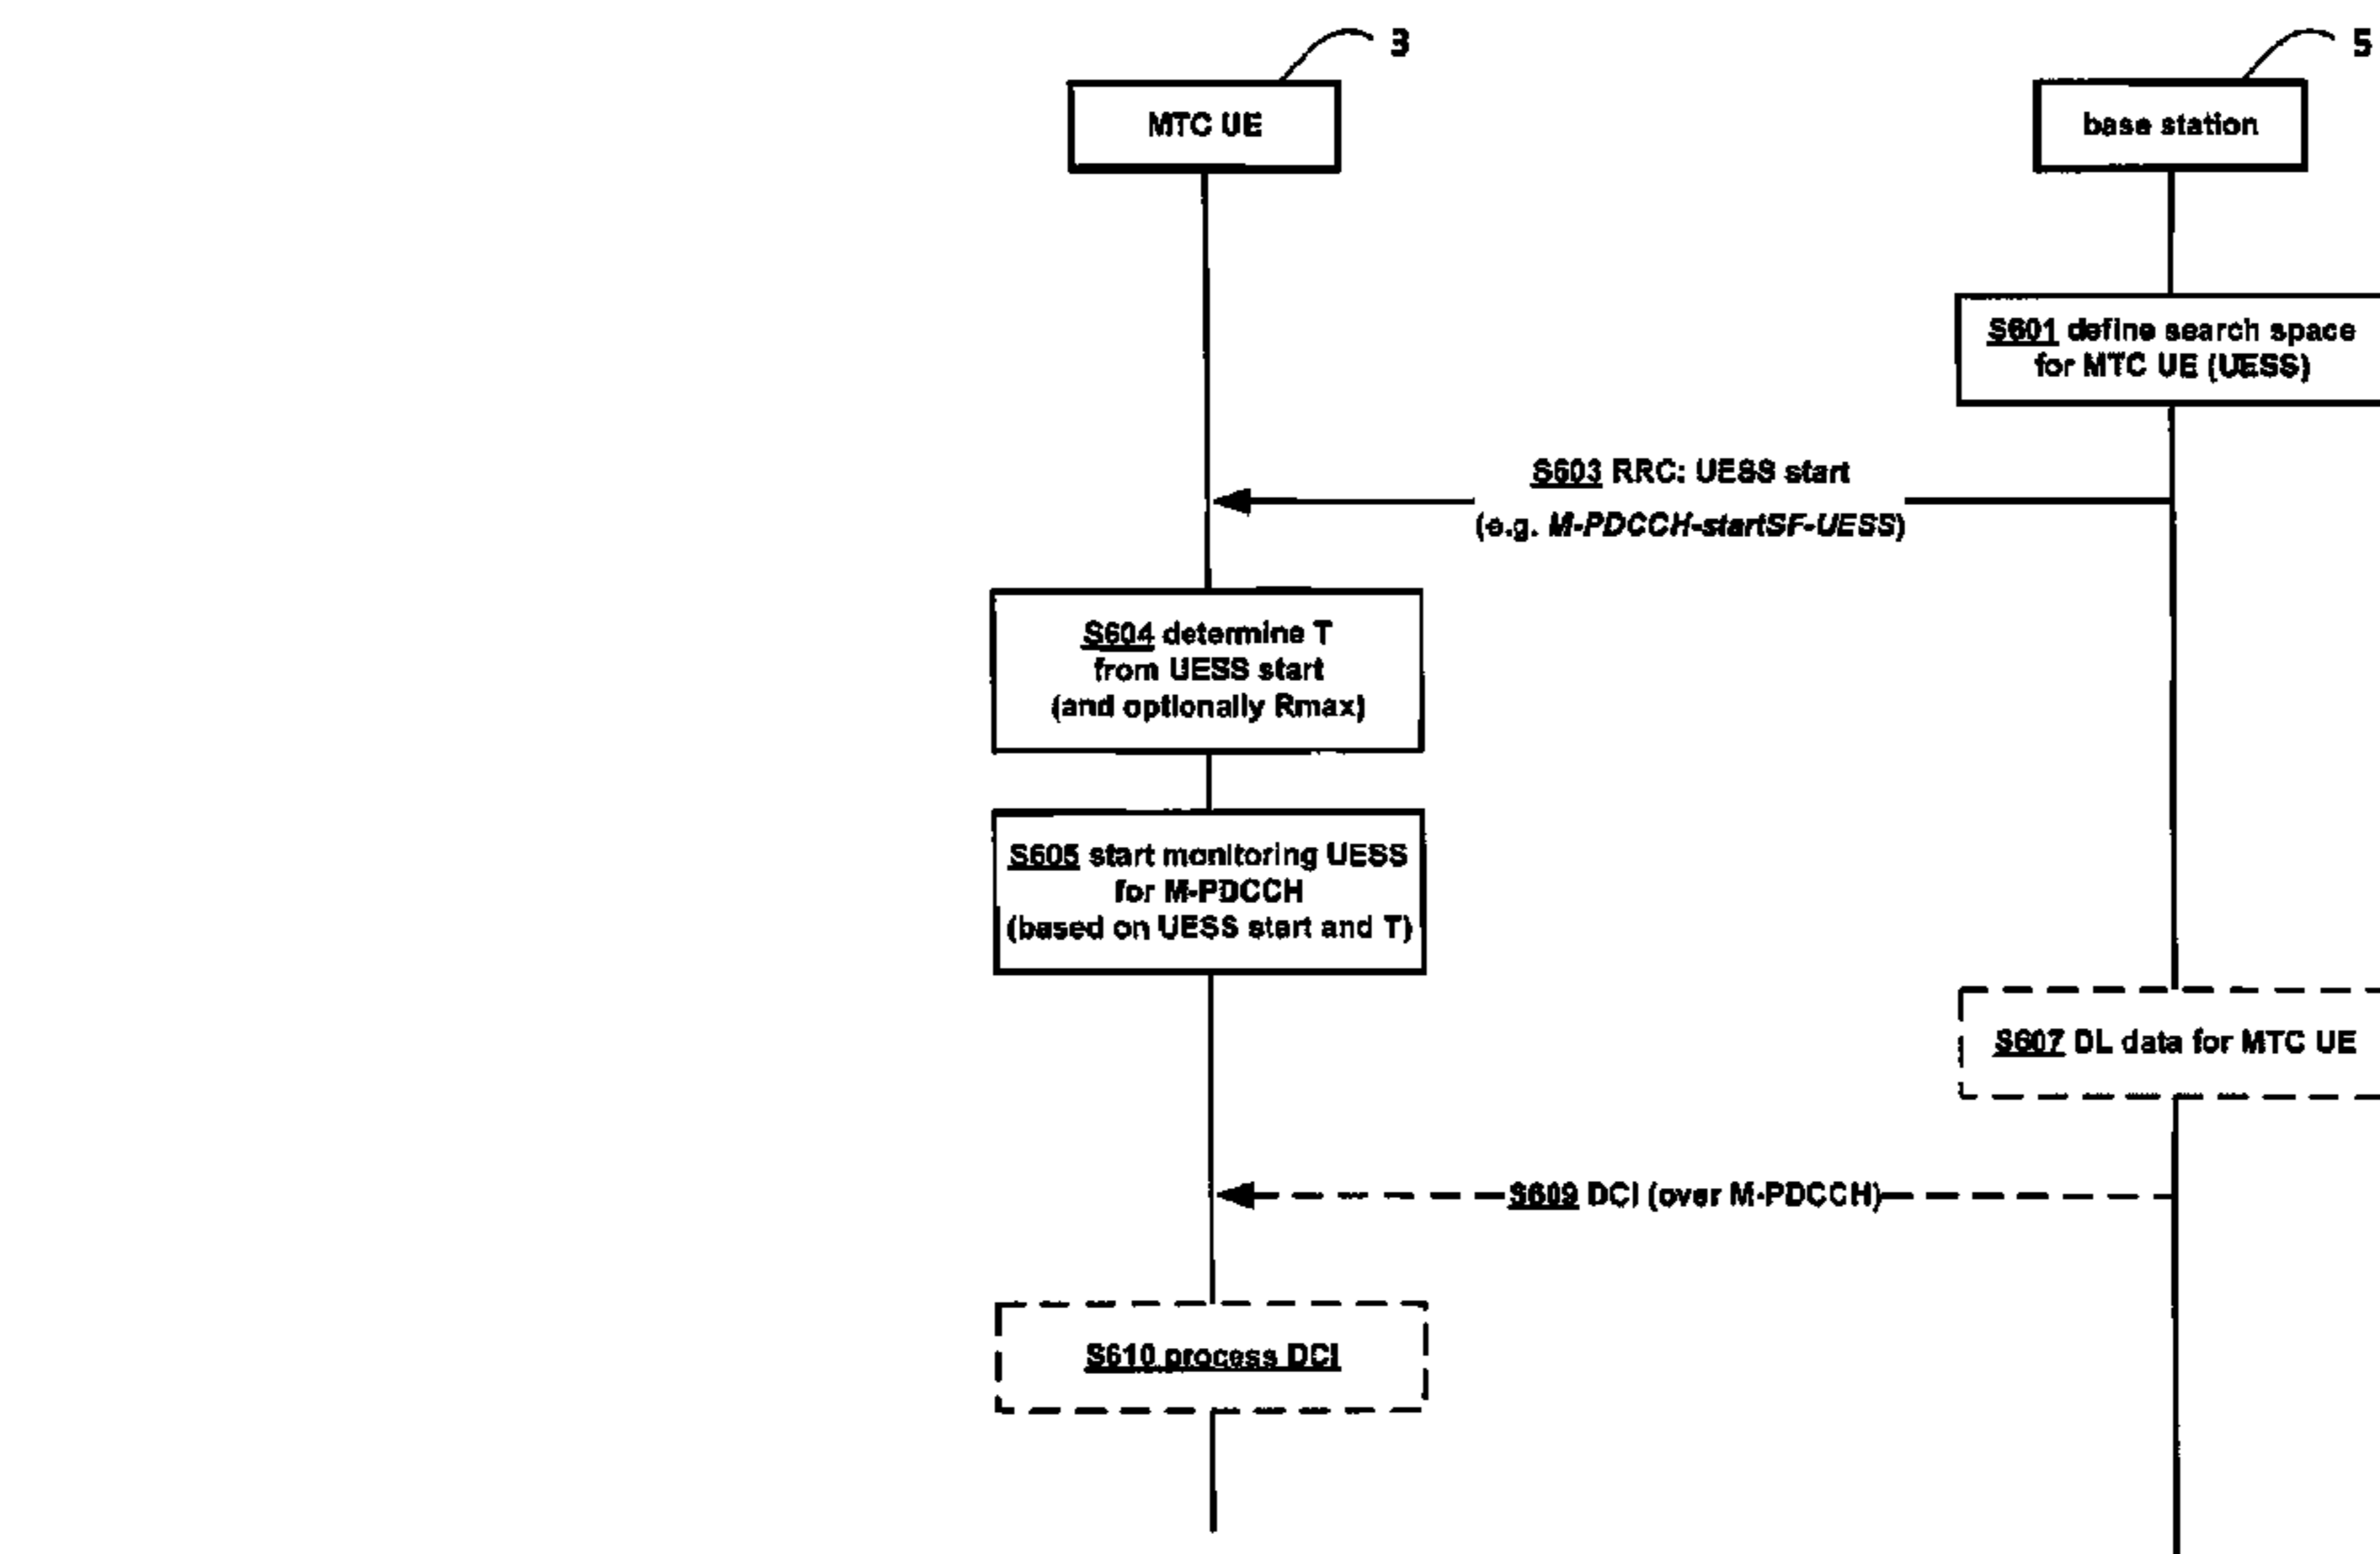 3
5
MTC UE
base station
S601 define search space
for MTC UE (UESS)
S603 RRC: UESS start
(e.g. M-PDCCH-startSF-UESS)
S604 determine T
from UESS start
(and optionally Rmax)
S605 start monitoring UESS
for M-PDCCH
(based on UESS start and T)
S607 DL data for MTC UE
S609 DCI (over M-PDCCH)
S610 process DCI